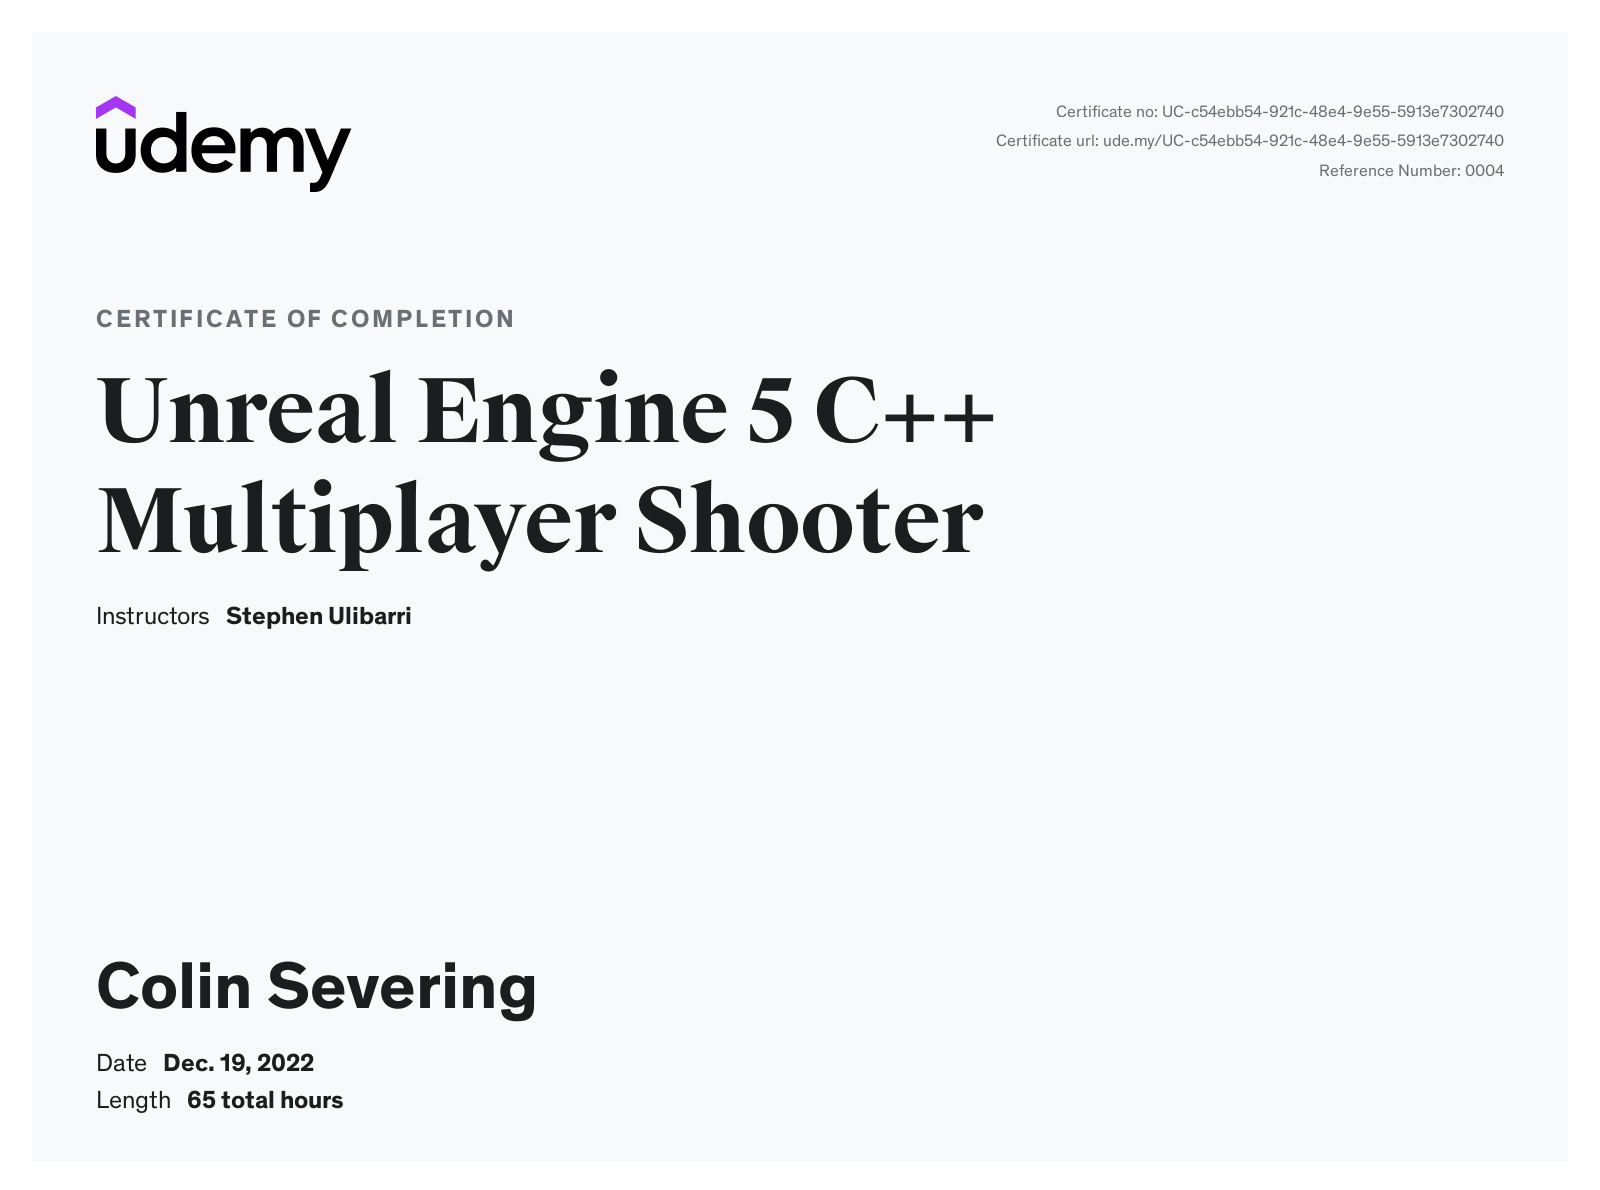 udemy
Certificate no: UC-c54ebb54-921c-48e4-9e55-5913e7302740
Certificate url: ude.my/UC-c54ebb54-921c-48e4-9e55-5913e7302740
Reference Number: 0004
CERTIFICATE OF COMPLETION
Unreal Engine 5 C++
Multiplayer Shooter
Instructors Stephen Ulibarri
Colin Severing
Date Dec. 19, 2022
Length 65 total hours